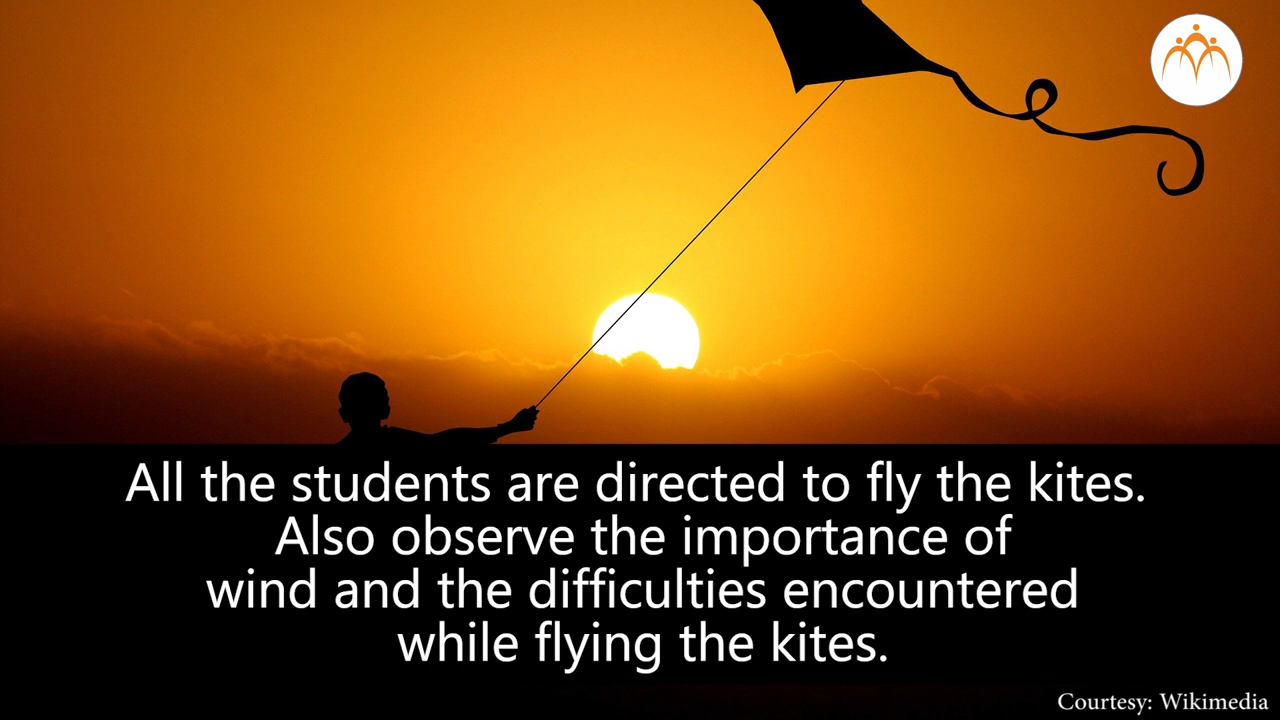 All the students are directed to fly the kites.
Also observe the importance of
wind and the difficulties encountered
while flying the kites.
Courtesy: Wikimedia